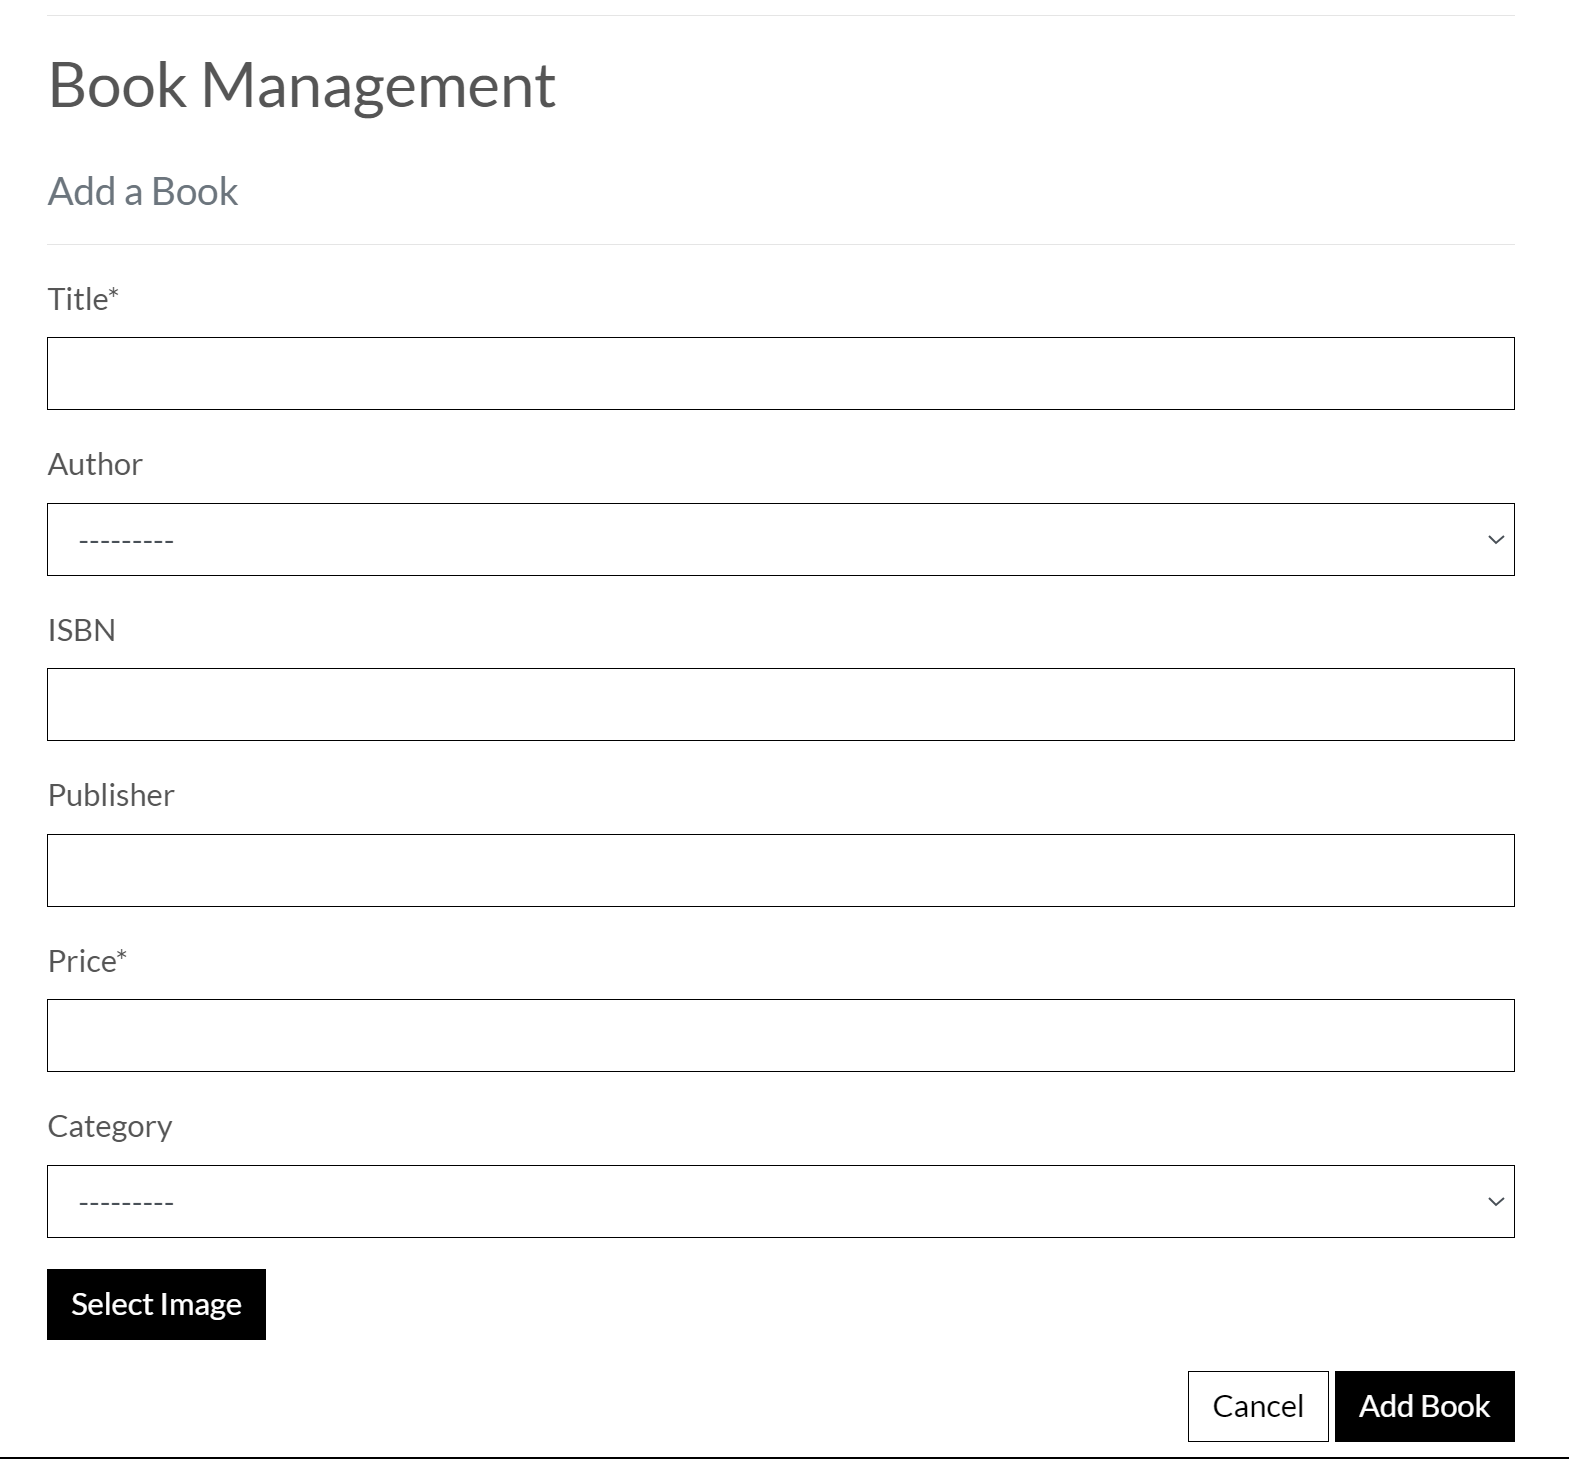 Book Management
Add a Book
Title*
Author
---------
ISBN
Publisher
Price*
Category
---------
Select Image
Cancel Add Book